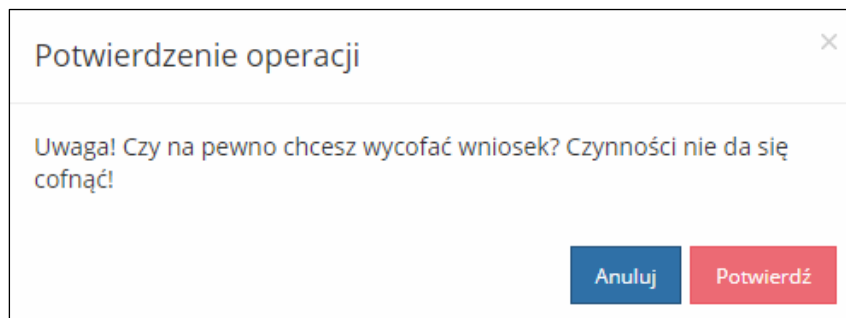 Potwierdzenie operacji
Uwaga! Czy na pewno chcesz wycofać wniosek? Czynności nie da się
cofnąć!
Anuluj Potwierdź